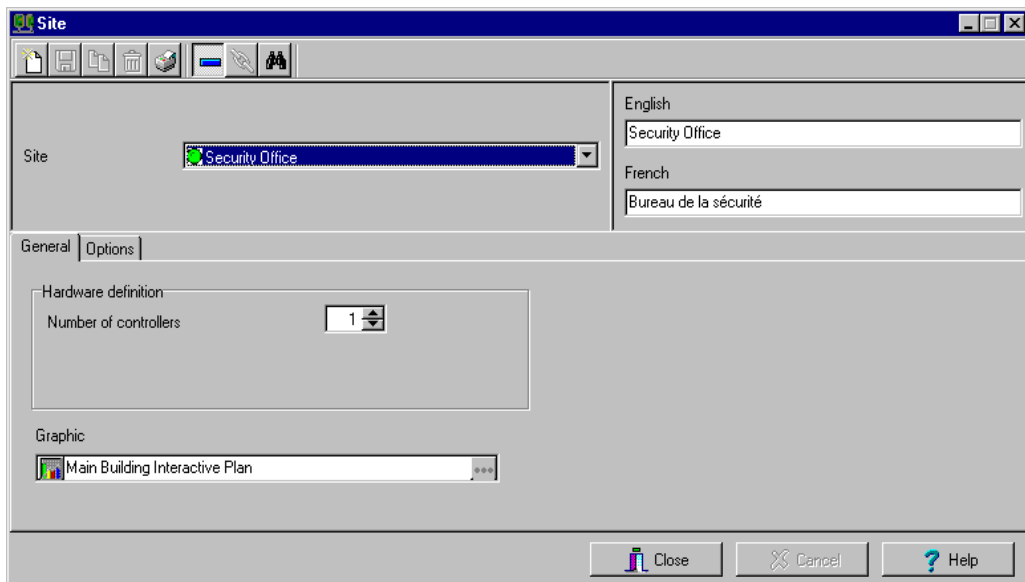 Site
Site
Security Office
English
Security Office
French
Bureau de la sécurité
General
Options
Hardware definition
Number of controllers
1
Graphic
Main Building Interactive Plan
Close
Cancel
Help